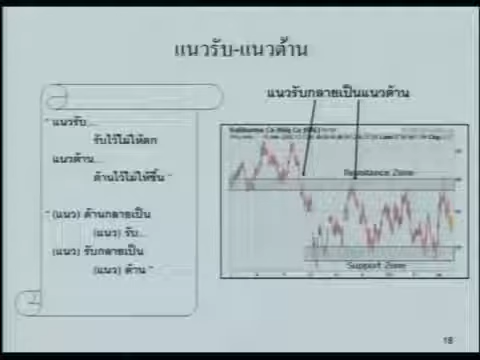 แนวรับ-แนวต้าน
แนวรับกลายเป็นแนวต้าน
“ แนวรับ...
รับไว้ไม่ให้ตก
แนวต้าน...
ต้านไว้ไม่ให้ขึ้น ”
“ (แนว) ต้านกลายเป็น
(แนว) รับ...
(แนว) รับกลายเป็น
(แนว) ต้าน ”
Resistance Zone
Support Zone
18